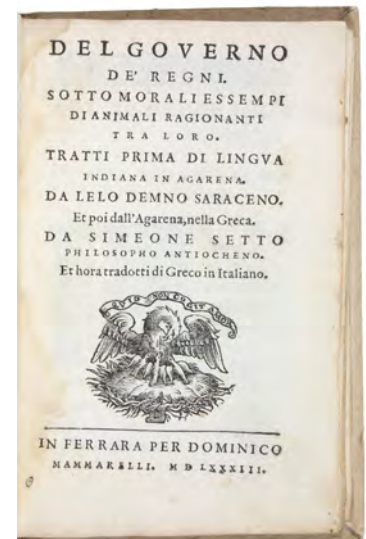 DEL GOVERNO
DE' REGNI.
SOTTO MORALI ESSEMPI
DI ANIMALI RAGIONANTI
TRA LORO.
TRATTI PRIMA DI LINGVA
INDIANA IN AGARENA.
DA LELO DEMNO SARACENO.
Et poi dall'Agarena, nella Greca.
DA SIMEONE SETTO
PHILOSOPHO ANTIOCHENO.
Et hora tradotti di Greco in Italiano.
IN FERRARA PER DOMINICO
MAMMARELLI. M D LXXXIII.